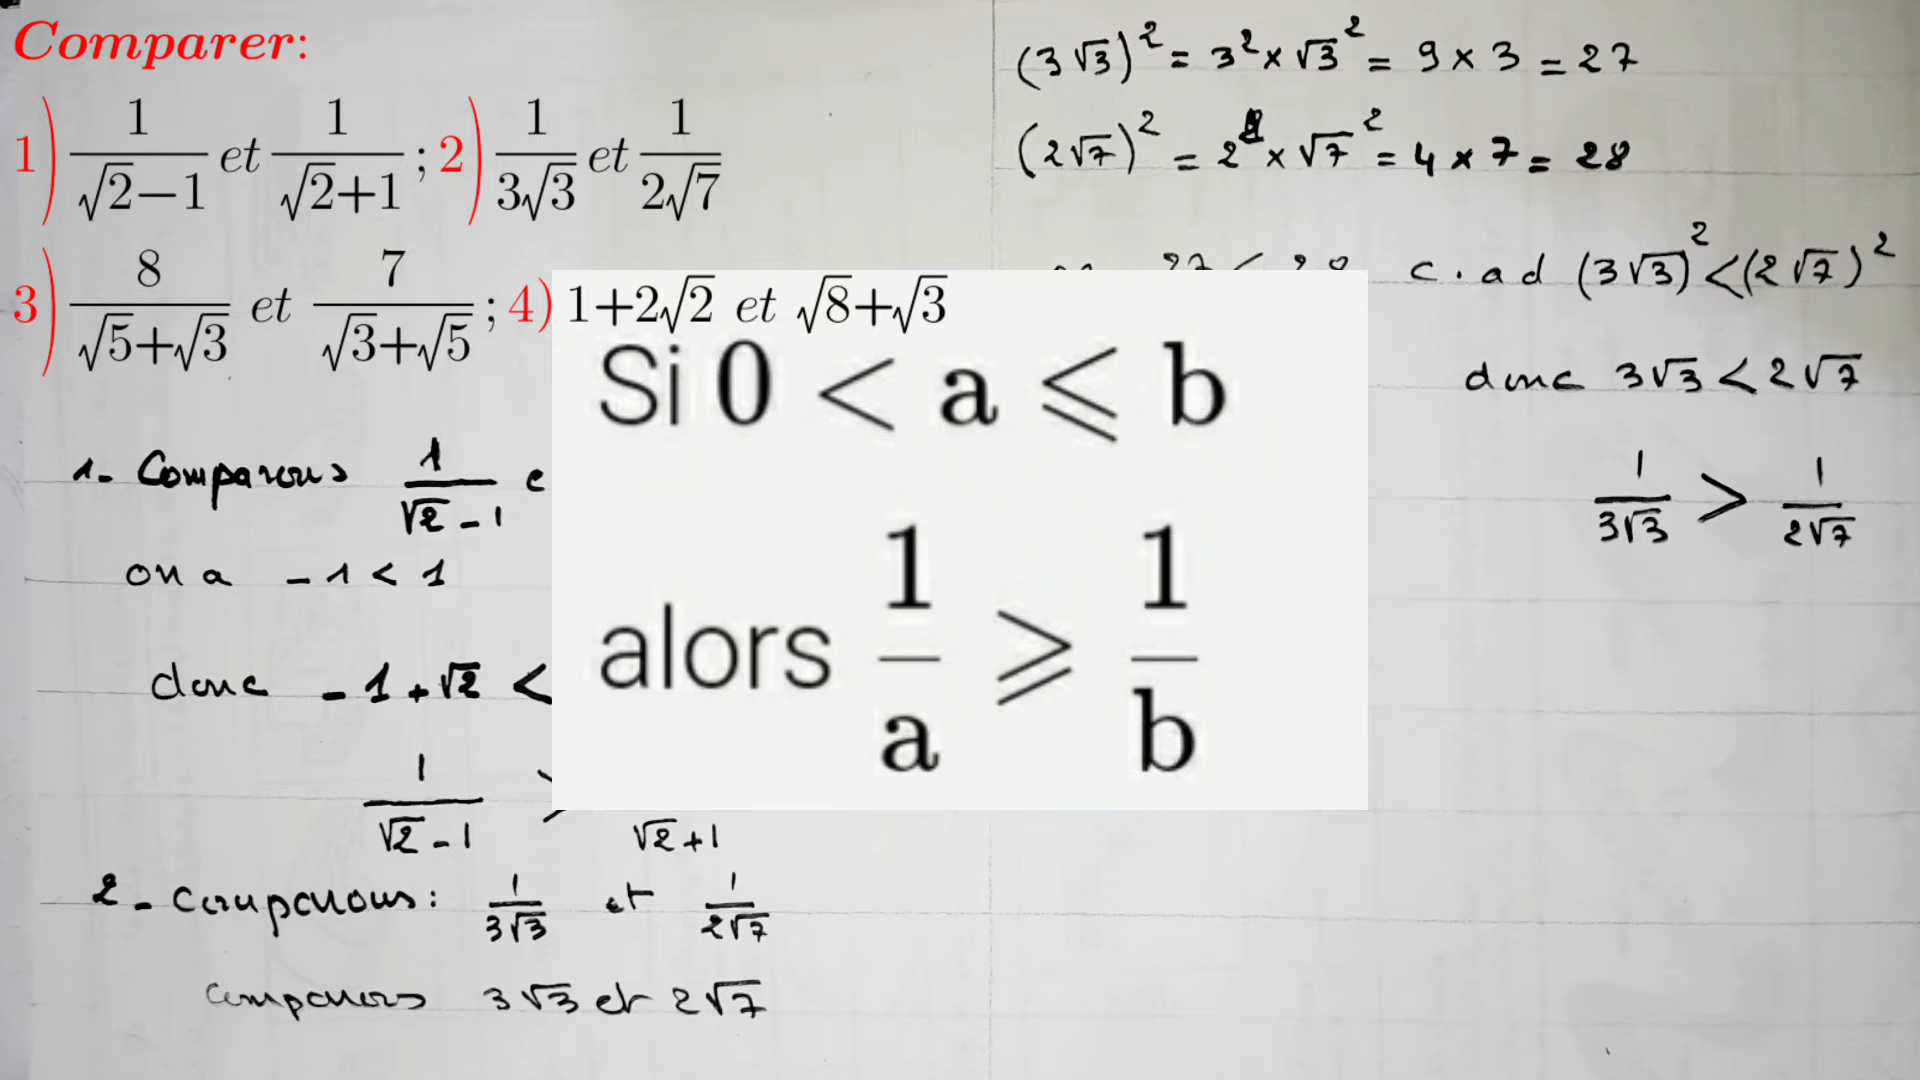 Comparer:
1) 1/(√2−1) et 1/(√2+1) ; 2) 1/(3√3) et 1/(2√7)
3) 8/(√5+√3) et 7/(√3+√5) ; 4) 1+2√2 et √8+√3
Si 0 < a ⩽ b
alors 1/a ⩾ 1/b
1- Comparons 1/(√2 - 1) e
on a - 1 < 1
donc - 1 + √2 <
1/(√2 - 1) > √2 + 1
2 - comparons : 1/(3√3) et 1/(2√7)
comparons 3√3 et 2√7
(3√3)² = 3² × √3² = 9 × 3 = 27
(2√7)² = 2² × √7² = 4 × 7 = 28
27 < 28 c.ad (3√3)² < (2√7)²
donc 3√3 < 2√7
1/(3√3) > 1/(2√7)